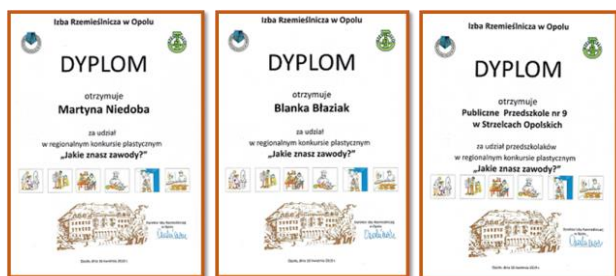 Izba Rzemieślnicza w Opolu
DYPLOM
otrzymuje
Martyna Niedoba
za udział
w regionalnym konkursie plastycznym
"Jakie znasz zawody?"
Izba Rzemieślnicza w Opolu
DYPLOM
otrzymuje
Blanka Błaziak
za udział
w regionalnym konkursie plastycznym
"Jakie znasz zawody?"
Izba Rzemieślnicza w Opolu
DYPLOM
otrzymuje
Publiczne Przedszkole nr 9
w Strzelcach Opolskich
za udział przedszkolaków
w regionalnym konkursie plastycznym
"Jakie znasz zawody?"